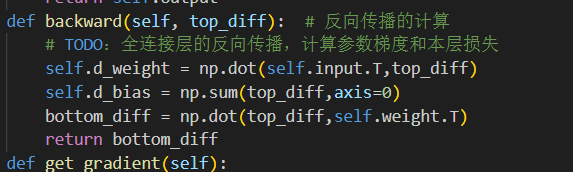 return self.output
def backward(self, top_diff):  # 反向传播的计算
    # TODO：全连接层的反向传播，计算参数梯度和本层损失
    self.d_weight = np.dot(self.input.T,top_diff)
    self.d_bias = np.sum(top_diff,axis=0)
    bottom_diff = np.dot(top_diff,self.weight.T)
    return bottom_diff
def get_gradient(self):